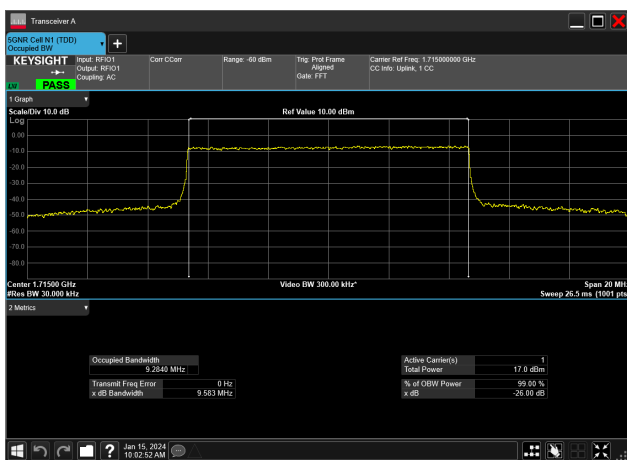 Transceiver A
5GNR Cell N1 (TDD)
Occupied BW
KEYSIGHT
LXI
PASS
Input: RFIO1
Output: RFIO1
Coupling: AC
Corr CCorr
Range: -60 dBm
Trig: Prot Frame
Aligned
Gate: FFT
Carrier Ref Freq: 1.715000000 GHz
CC Info: Uplink, 1 CC
1 Graph
Scale/Div 10.0 dB
Ref Value 10.00 dBm
Log
0.00
-10.0
-20.0
-30.0
-40.0
-50.0
-60.0
-70.0
-80.0
Center 1.71500 GHz
Video BW 300.00 kHz*
Span 20 MH
#Res BW 30.000 kHz
Sweep 26.5 ms (1001 pts
2 Metrics
Occupied Bandwidth
9.2840 MHz
Active Carrier(s) 1
Total Power 17.0 dBm
Transmit Freq Error 0 Hz
x dB Bandwidth 9.583 MHz
% of OBW Power 99.00 %
x dB -26.00 dB
?
Jan 15, 2024
10:02:52 AM